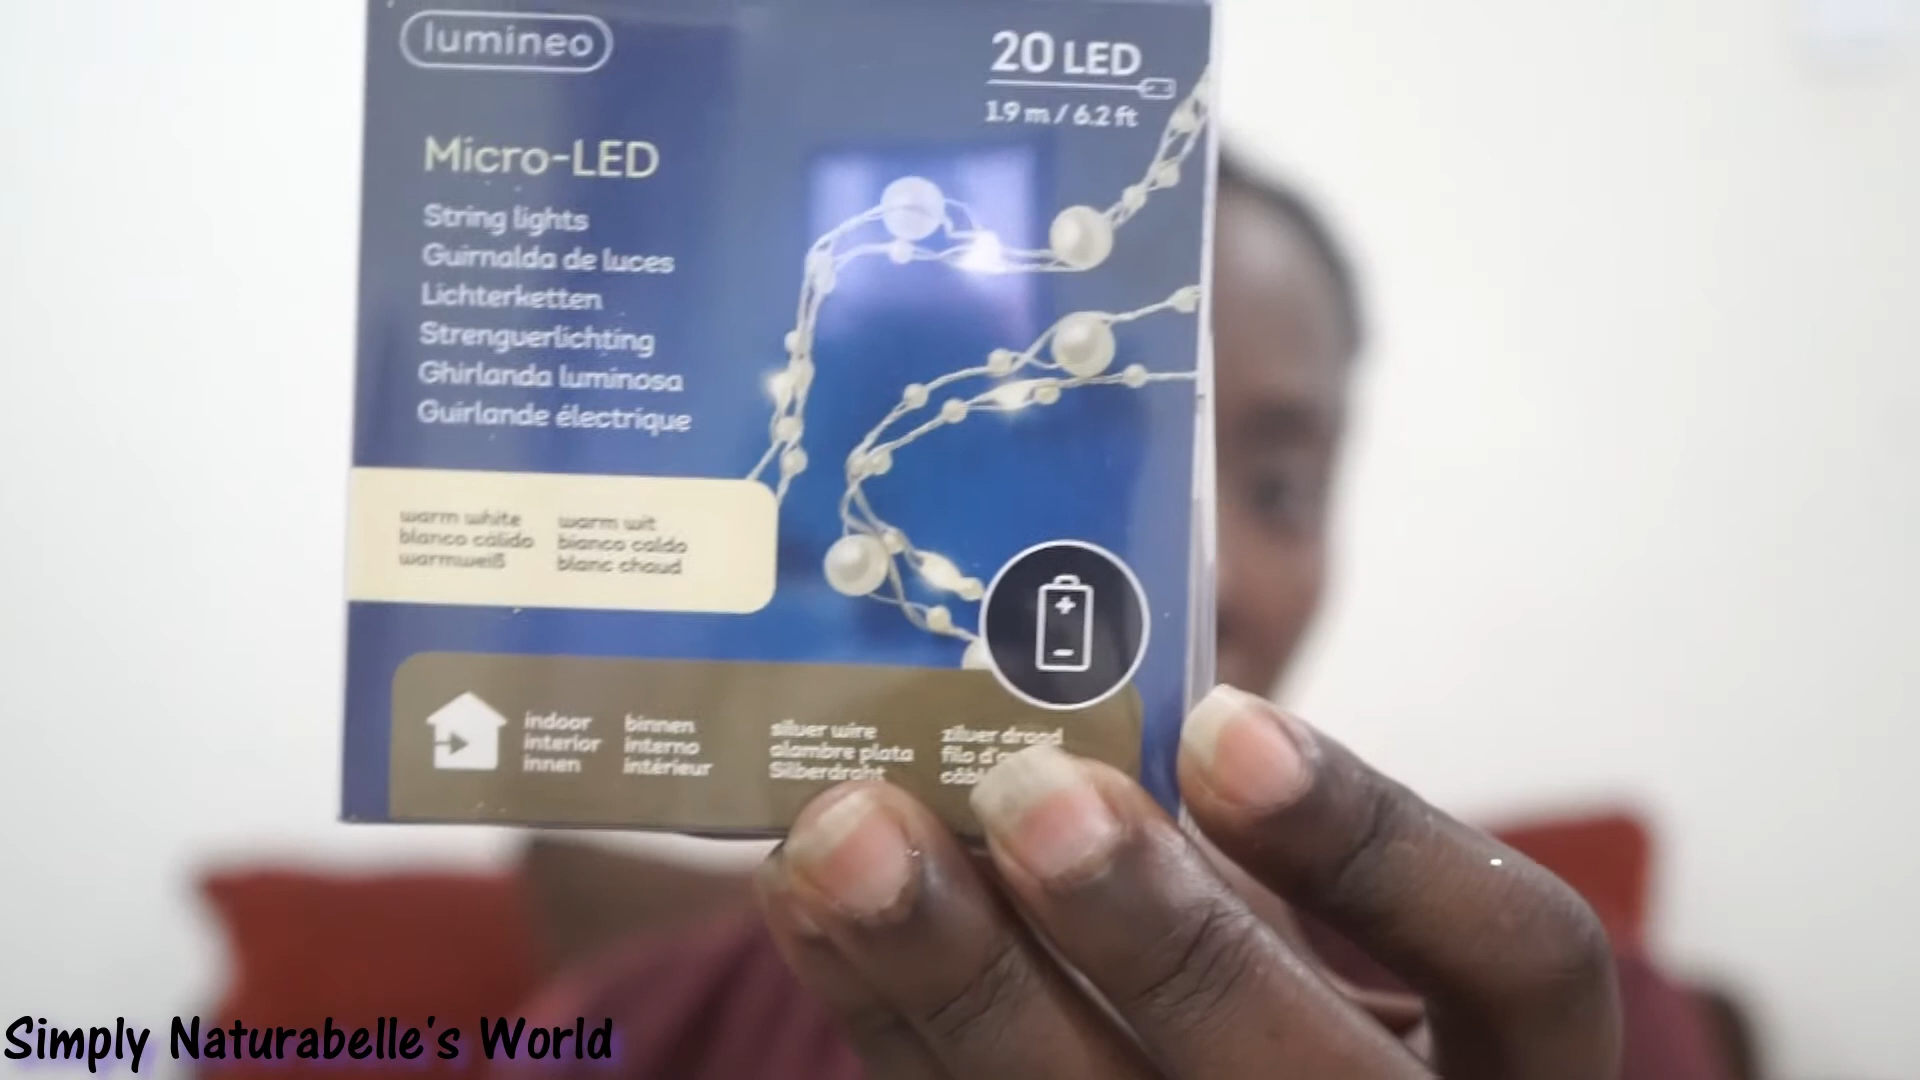 lumineo
20 LED
1.9 m / 6.2 ft
Micro-LED
String lights
Guirnalda de luces
Lichterketten
Strengverlichting
Ghirlanda luminosa
Guirlande électrique
warm white
blanco cálido
warmweiß
warm wit
bianco caldo
blanc chaud
indoor
interior
innen
binnen
interno
intérieur
silver wire
alambre plata
Silberdraht
zilver draad
filo
Simply Naturabelle's World